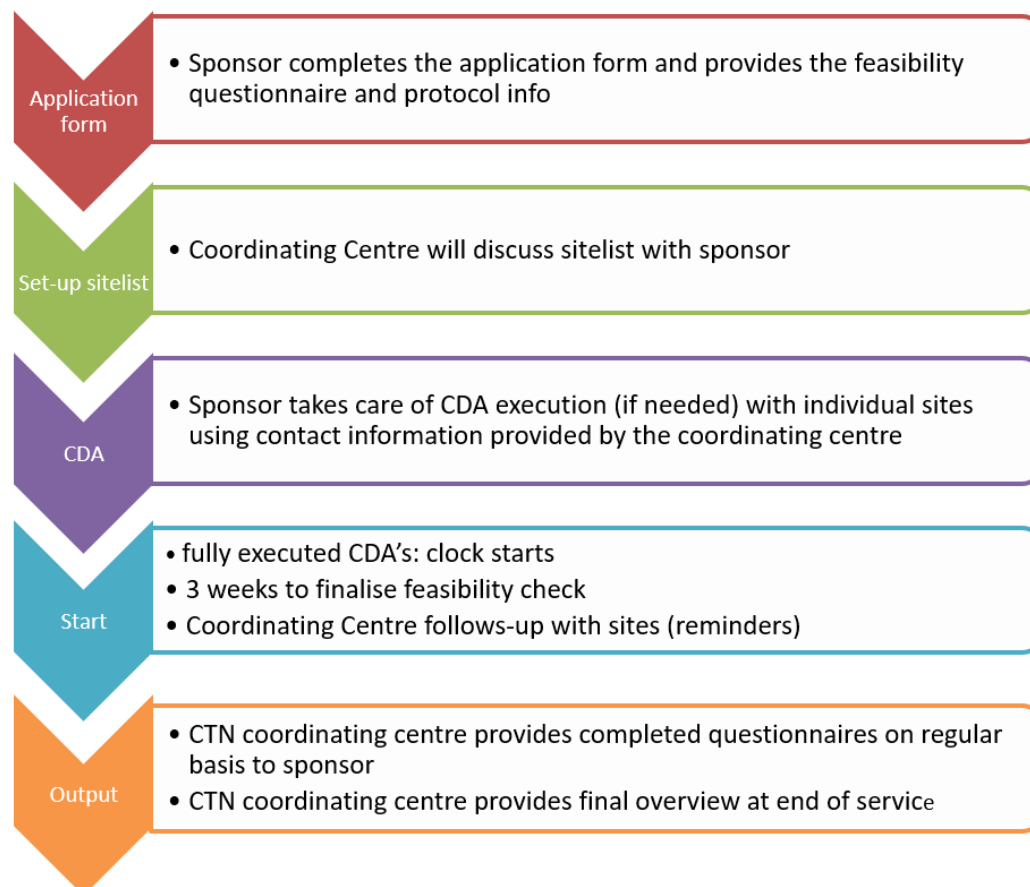 Application
form
• Sponsor completes the application form and provides the feasibility
questionnaire and protocol info
Set-up sitelist
• Coordinating Centre will discuss sitelist with sponsor
CDA
• Sponsor takes care of CDA execution (if needed) with individual sites
using contact information provided by the coordinating centre
Start
• fully executed CDA's: clock starts
• 3 weeks to finalise feasibility check
• Coordinating Centre follows-up with sites (reminders)
Output
• CTN coordinating centre provides completed questionnaires on regular
basis to sponsor
• CTN coordinating centre provides final overview at end of service